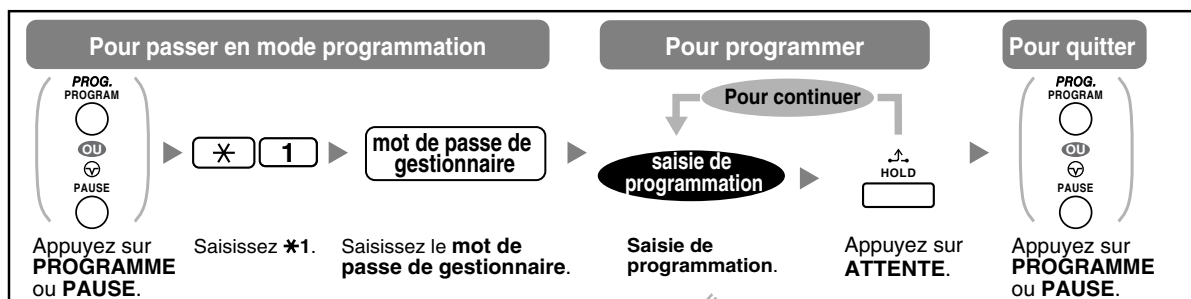 Pour passer en mode programmation
Pour programmer
Pour quitter
PROG.
PROGRAM
OU
PAUSE
✱ 1
mot de passe de
gestionnaire
Pour continuer
saisie de
programmation
HOLD
PROG.
PROGRAM
OU
PAUSE
Appuyez sur
PROGRAMME
ou PAUSE.
Saisissez ✱1.
Saisissez le mot de
passe de gestionnaire.
Saisie de
programmation.
Appuyez sur
ATTENTE.
Appuyez sur
PROGRAMME
ou PAUSE.